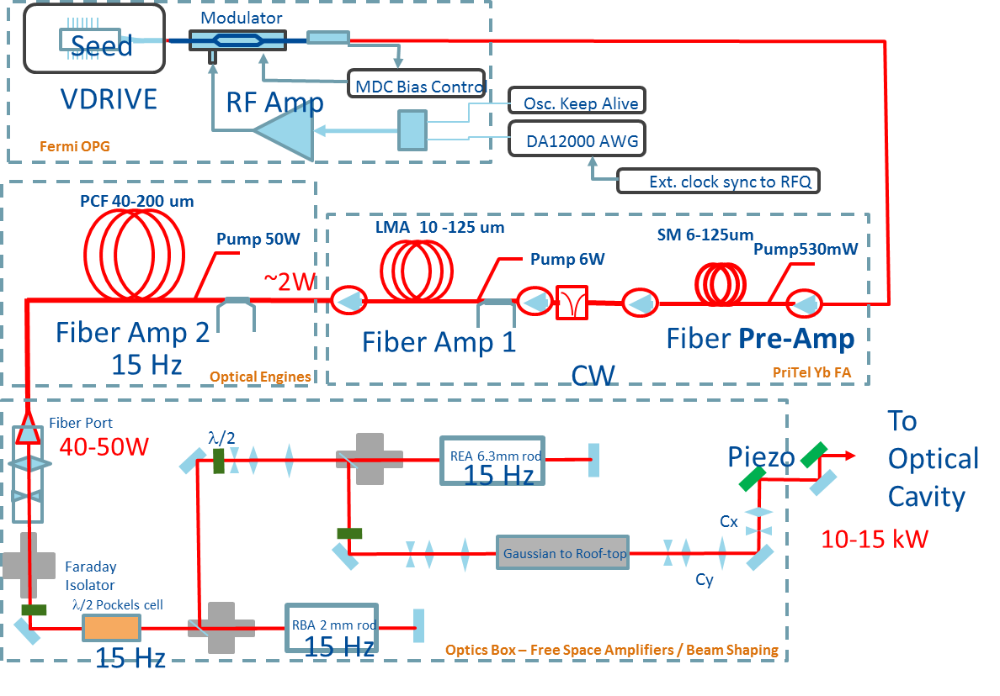 Modulator
Seed
VDRIVE
RF Amp
MDC Bias Control
Osc. Keep Alive
DA12000 AWG
Ext. clock sync to RFQ
Fermi OPG
PCF 40-200 um
Pump 50W
~2W
Fiber Amp 2
15 Hz
Optical Engines
LMA 10 -125 um
Pump 6W
Fiber Amp 1
CW
SM 6-125um
Pump530mW
Fiber Pre-Amp
PriTel Yb FA
Fiber Port
40-50W
λ/2
REA 6.3mm rod
15 Hz
Piezo
To
Optical
Cavity
10-15 kW
Cx
Gaussian to Roof-top
Cy
Faraday
Isolator
λ/2 Pockels cell
15 Hz
RBA 2 mm rod
15 Hz
Optics Box – Free Space Amplifiers / Beam Shaping